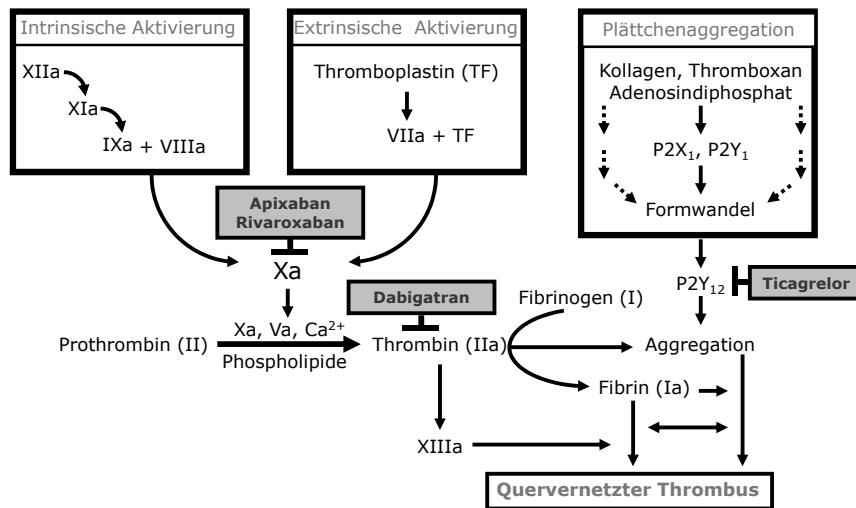 Intrinsische Aktivierung
XIIa
XIa
IXa + VIIIa
Extrinsische Aktivierung
Thromboplastin (TF)
VIIa + TF
Plättchenaggregation
Kollagen, Thromboxan
Adenosindiphosphat
P2X₁, P2Y₁
Formwandel
Apixaban
Rivaroxaban
Xa
P2Y₁₂
Ticagrelor
Dabigatran
Fibrinogen (I)
Xa, Va, Ca²⁺
Prothrombin (II)
Phospholipide
Thrombin (IIa)
Aggregation
Fibrin (Ia)
XIIIa
Quervernetzter Thrombus